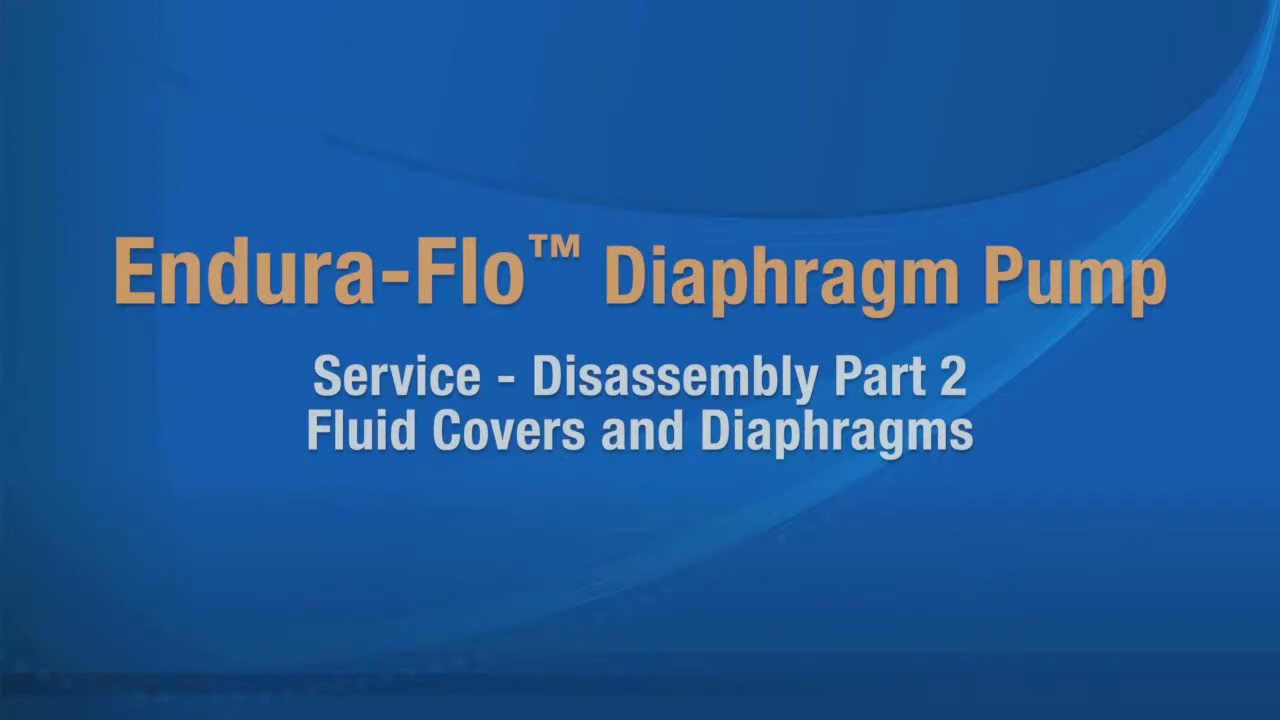 Endura-Flo™ Diaphragm Pump
Service - Disassembly Part 2
Fluid Covers and Diaphragms